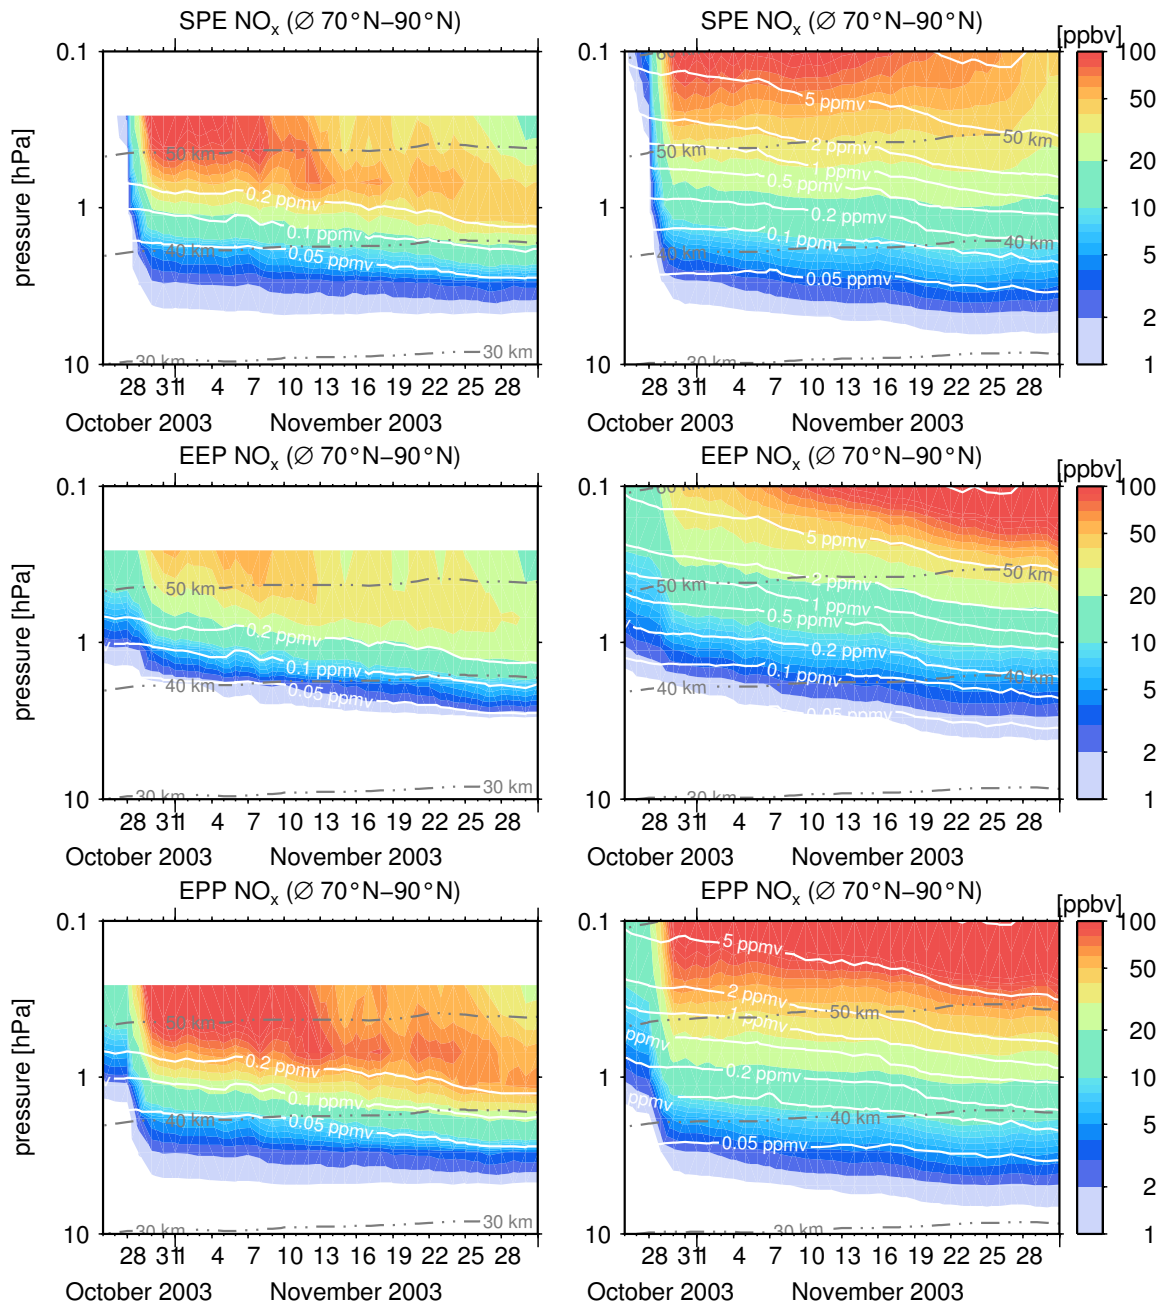 SPE NOx (∅ 70°N–90°N)
SPE NOx (∅ 70°N–90°N)
[ppbv]
0.1
1
10
pressure [hPa]
50 km
0.2 ppmv
0.1 ppmv
40 km
0.05 ppmv
30 km
30 km
28 31 1 4 7 10 13 16 19 22 25 28
October 2003 November 2003
0.1
1
10
60 km
5 ppmv
50 km
2 ppmv
50 km
1 ppmv
0.5 ppmv
0.2 ppmv
0.1 ppmv
40 km
40 km
0.05 ppmv
30 km
28 31 1 4 7 10 13 16 19 22 25 28
October 2003 November 2003
100
50
20
10
5
2
1
EEP NOx (∅ 70°N–90°N)
EEP NOx (∅ 70°N–90°N)
[ppbv]
0.1
1
10
pressure [hPa]
50 km
0.2 ppmv
0.1 ppmv
40 km
0.05 ppmv
30 km
30 km
28 31 1 4 7 10 13 16 19 22 25 28
October 2003 November 2003
0.1
1
10
60 km
5 ppmv
50 km
50 km
2 ppmv
1 ppmv
0.5 ppmv
0.2 ppmv
0.1 ppmv
40 km
40 km
0.05 ppmv
30 km
28 31 1 4 7 10 13 16 19 22 25 28
October 2003 November 2003
100
50
20
10
5
2
1
EPP NOx (∅ 70°N–90°N)
EPP NOx (∅ 70°N–90°N)
[ppbv]
0.1
1
10
pressure [hPa]
50 km
0.2 ppmv
0.1 ppmv
40 km
0.05 ppmv
30 km
30 km
28 31 1 4 7 10 13 16 19 22 25 28
October 2003 November 2003
0.1
1
10
5 ppmv
2 ppmv
50 km
1 ppmv
ppmv
0.2 ppmv
ppmv
40 km
0.05 ppmv
30 km
28 31 1 4 7 10 13 16 19 22 25 28
October 2003 November 2003
100
50
20
10
5
2
1